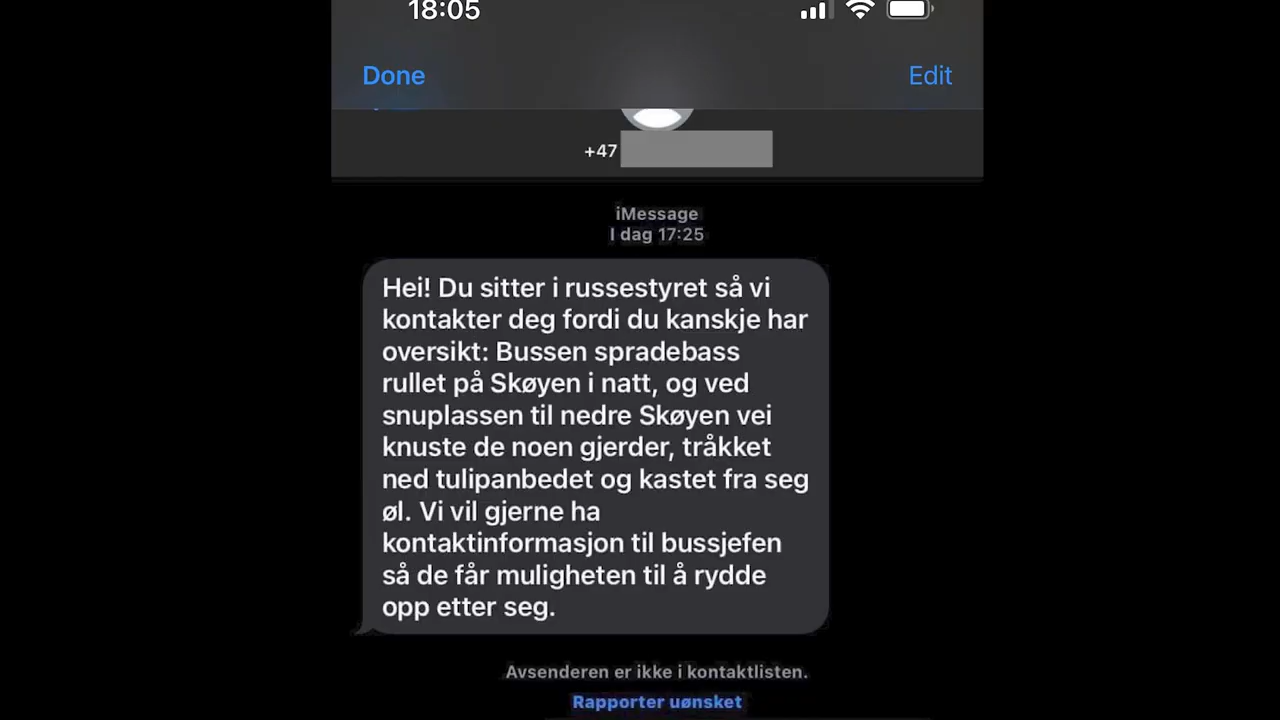 18:05
Done
Edit
+47
iMessage
I dag 17:25
Hei! Du sitter i russestyret så vi
kontakter deg fordi du kanskje har
oversikt: Bussen spradebass
rullet på Skøyen i natt, og ved
snuplassen til nedre Skøyen vei
knuste de noen gjerder, tråkket
ned tulipanbedet og kastet fra seg
øl. Vi vil gjerne ha
kontaktinformasjon til bussjefen
så de får muligheten til å rydde
opp etter seg.
Avsenderen er ikke i kontaktlisten.
Rapporter uønsket